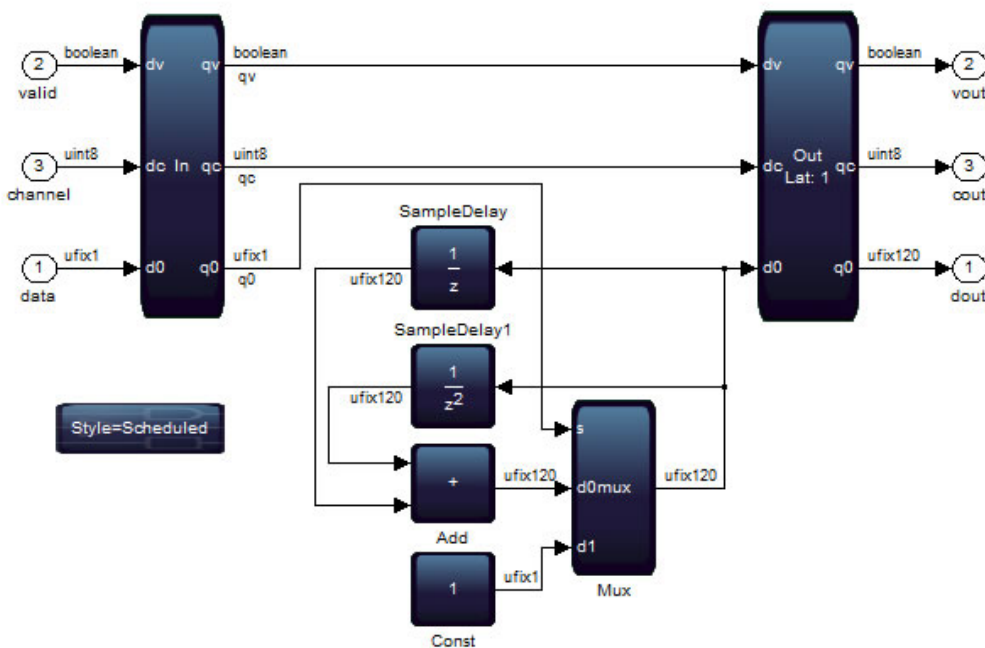 boolean
2
valid
dv
qv
boolean
qv
dv
qv
boolean
2
vout
uint8
3
channel
dc In qc
uint8
qc
dc
Out
Lat: 1
qc
uint8
3
cout
ufix1
1
data
d0
q0
ufix1
q0
SampleDelay
1
z
ufix120
d0
q0
ufix120
1
dout
SampleDelay1
1
z2
ufix120
Style=Scheduled
s
+
Add
ufix120
d0mux
ufix120
d1
Mux
1
Const
ufix1